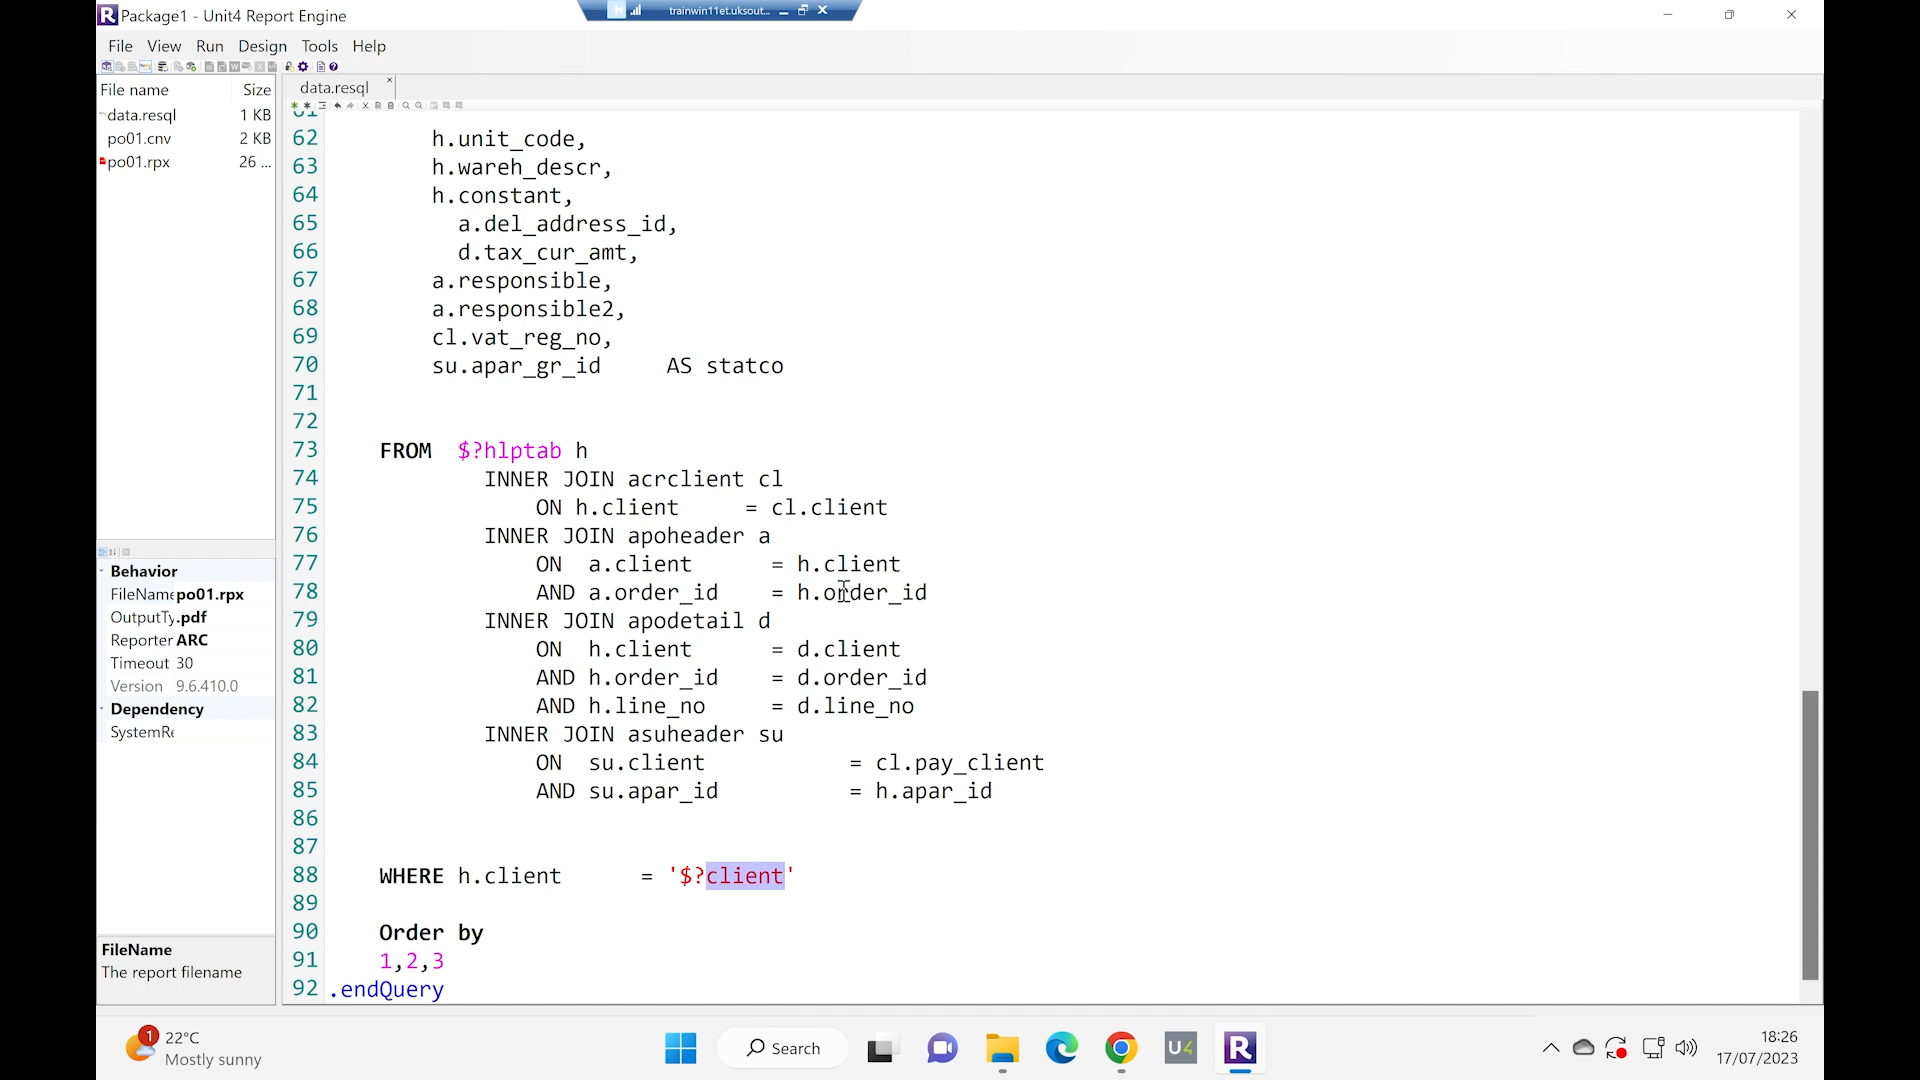 Package1 - Unit4 Report Engine
trainwin11et.uksout...
File View Run Design Tools Help
File name Size
data.resql 1 KB
po01.cnv 2 KB
po01.rpx 26 ...
data.resql
61
62 h.unit_code,
63 h.wareh_descr,
64 h.constant,
65 a.del_address_id,
66 d.tax_cur_amt,
67 a.responsible,
68 a.responsible2,
69 cl.vat_reg_no,
70 su.apar_gr_id AS statco
71
72
73 FROM $?hlptab h
74 INNER JOIN acrclient cl
75 ON h.client = cl.client
76 INNER JOIN apoheader a
77 ON a.client = h.client
78 AND a.order_id = h.order_id
79 INNER JOIN apodetail d
80 ON h.client = d.client
81 AND h.order_id = d.order_id
82 AND h.line_no = d.line_no
83 INNER JOIN asuheader su
84 ON su.client = cl.pay_client
85 AND su.apar_id = h.apar_id
86
87
88 WHERE h.client = '$?client'
89
90 Order by
91 1,2,3
92 .endQuery
Behavior
FileName po01.rpx
OutputTy .pdf
Reporter ARC
Timeout 30
Version 9.6.410.0
Dependency
SystemRe
FileName
The report filename
1
22°C
Mostly sunny
Search
U4
R
18:26
17/07/2023